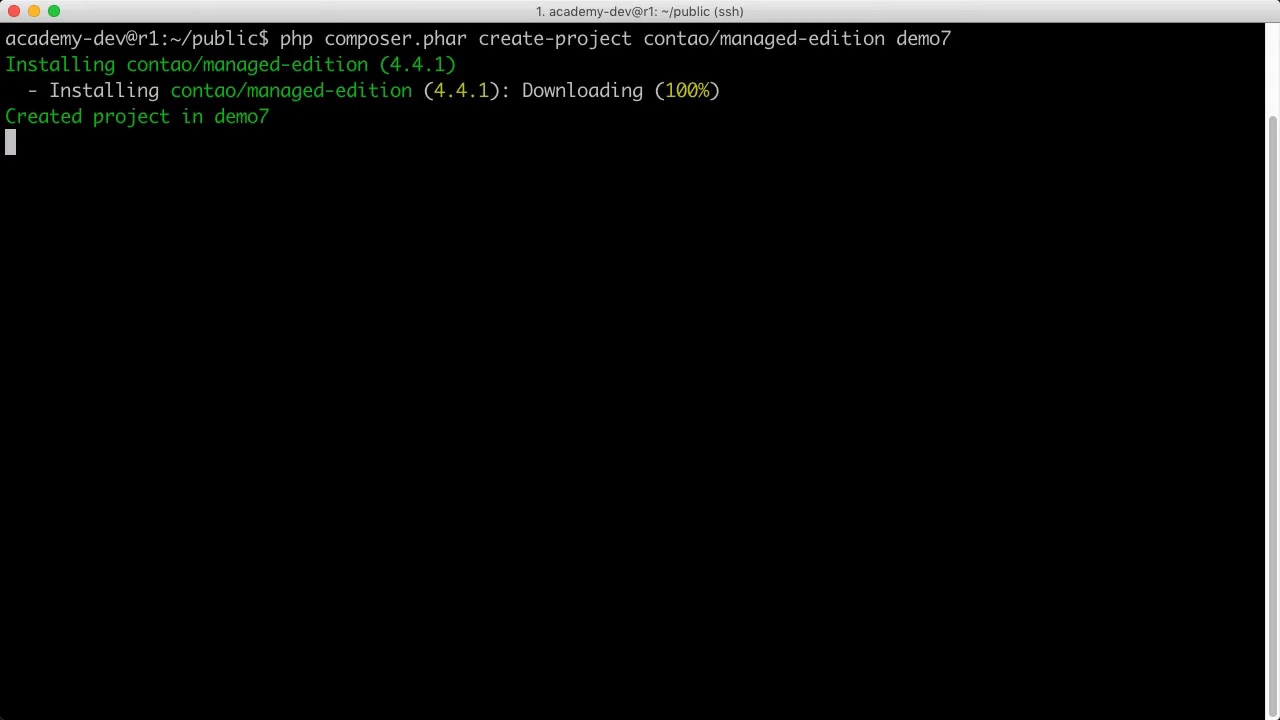 1. academy-dev@r1: ~/public (ssh)
academy-dev@r1:~/public$ php composer.phar create-project contao/managed-edition demo7
Installing contao/managed-edition (4.4.1)
  - Installing contao/managed-edition (4.4.1): Downloading (100%)
Created project in demo7